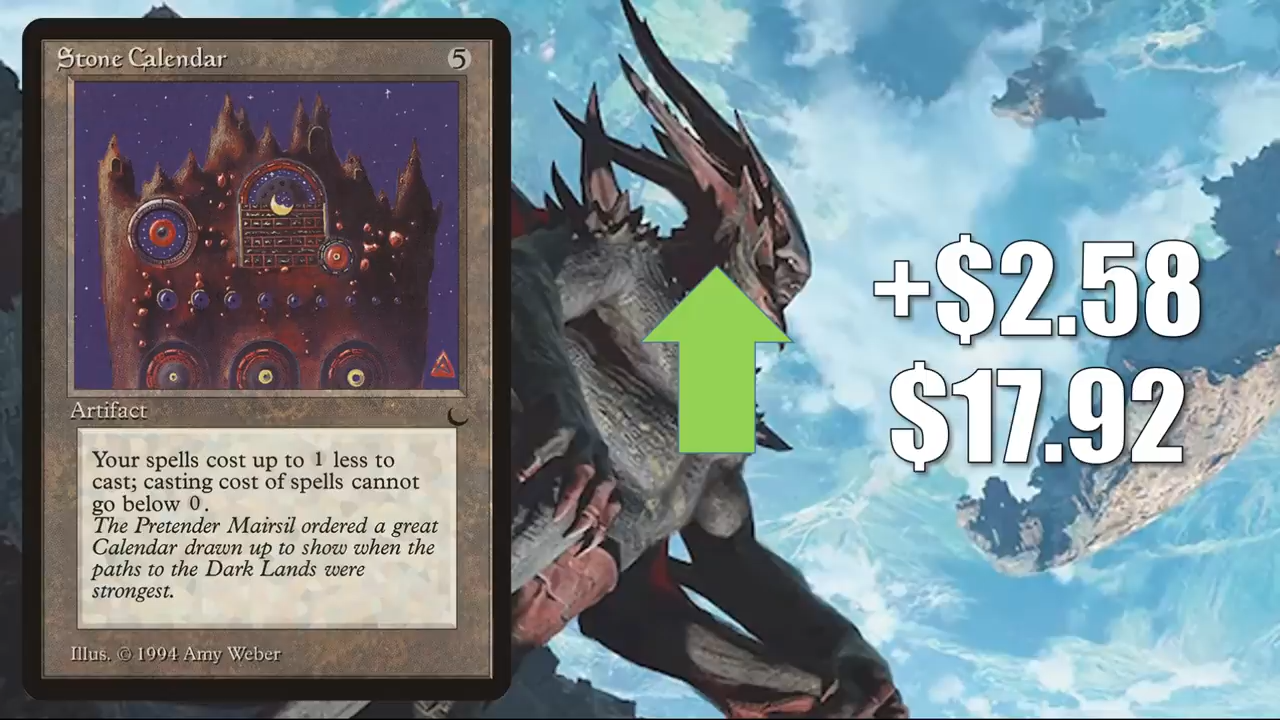 Stone Calendar 5
Artifact
Your spells cost up to 1 less to
cast; casting cost of spells cannot
go below 0.
The Pretender Mairsil ordered a great
Calendar drawn up to show when the
paths to the Dark Lands were
strongest.
Illus. © 1994 Amy Weber
+$2.58
$17.92